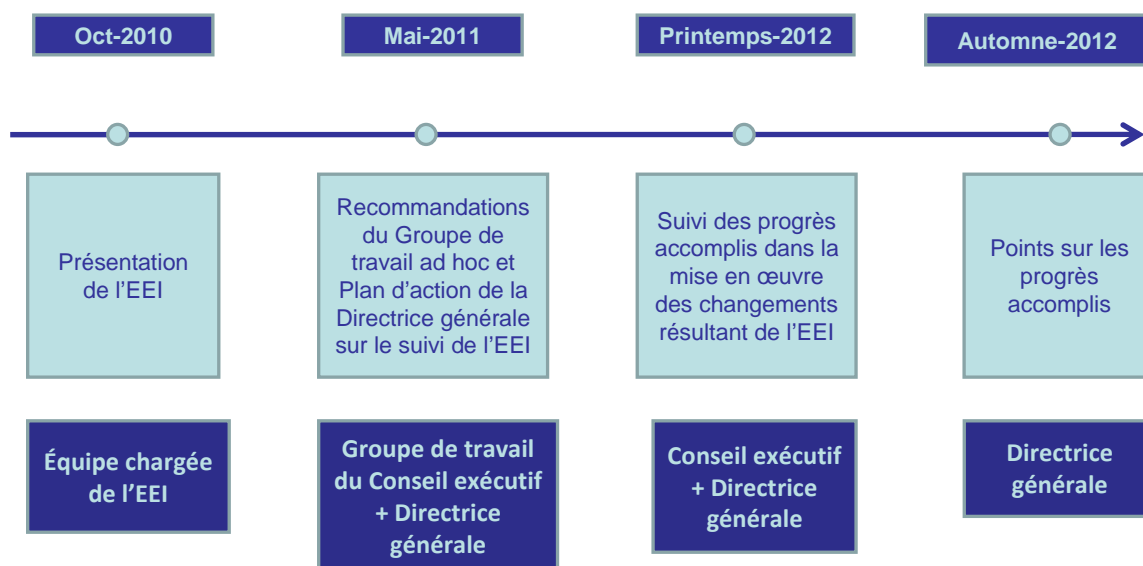 Oct-2010
Mai-2011
Printemps-2012
Automne-2012
Présentation
de l’EEI
Recommandations
du Groupe de
travail ad hoc et
Plan d’action de la
Directrice générale
sur le suivi de l’EEI
Suivi des progrès
accomplis dans la
mise en œuvre
des changements
résultant de l’EEI
Points sur les
progrès
accomplis
Équipe chargée
de l’EEI
Groupe de travail
du Conseil exécutif
+ Directrice
générale
Conseil exécutif
+ Directrice
générale
Directrice
générale